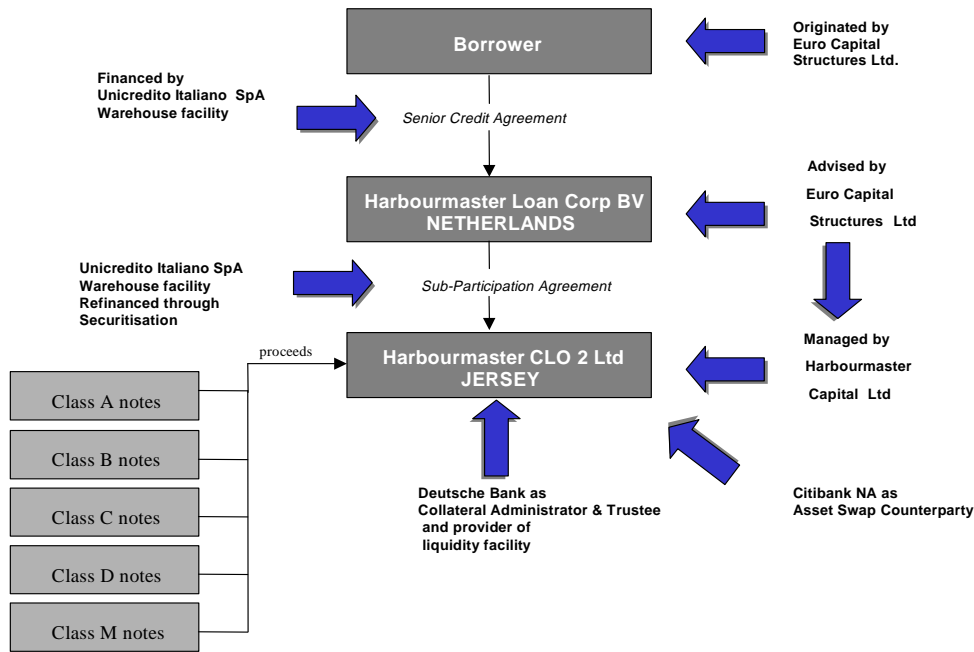 Borrower
Originated by
Euro Capital
Structures Ltd.
Financed by
Unicredito Italiano SpA
Warehouse facility
Senior Credit Agreement
Harbourmaster Loan Corp BV
NETHERLANDS
Advised by
Euro Capital
Structures Ltd
Unicredito Italiano SpA
Warehouse facility
Refinanced through
Securitisation
Sub-Participation Agreement
proceeds
Harbourmaster CLO 2 Ltd
JERSEY
Managed by
Harbourmaster
Capital Ltd
Class A notes
Class B notes
Class C notes
Class D notes
Class M notes
Deutsche Bank as
Collateral Administrator & Trustee
and provider of
liquidity facility
Citibank NA as
Asset Swap Counterparty